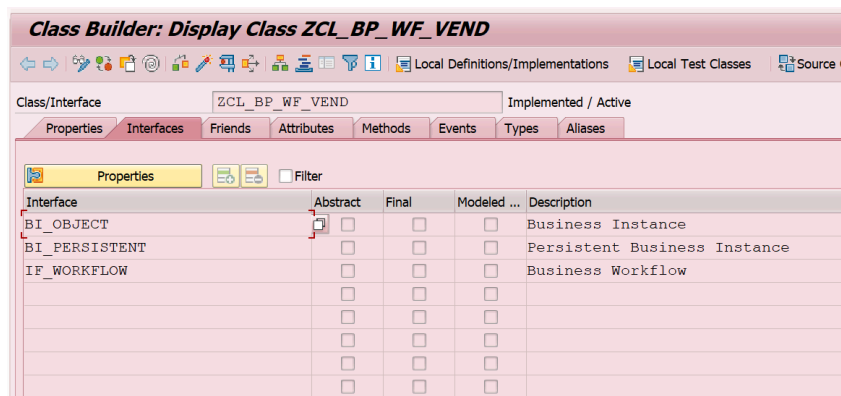 Class Builder: Display Class ZCL_BP_WF_VEND
Local Definitions/Implementations Local Test Classes Source
Class/Interface ZCL_BP_WF_VEND Implemented / Active
Properties Interfaces Friends Attributes Methods Events Types Aliases
Properties Filter
Interface Abstract Final Modeled ... Description
BI_OBJECT Business Instance
BI_PERSISTENT Persistent Business Instance
IF_WORKFLOW Business Workflow